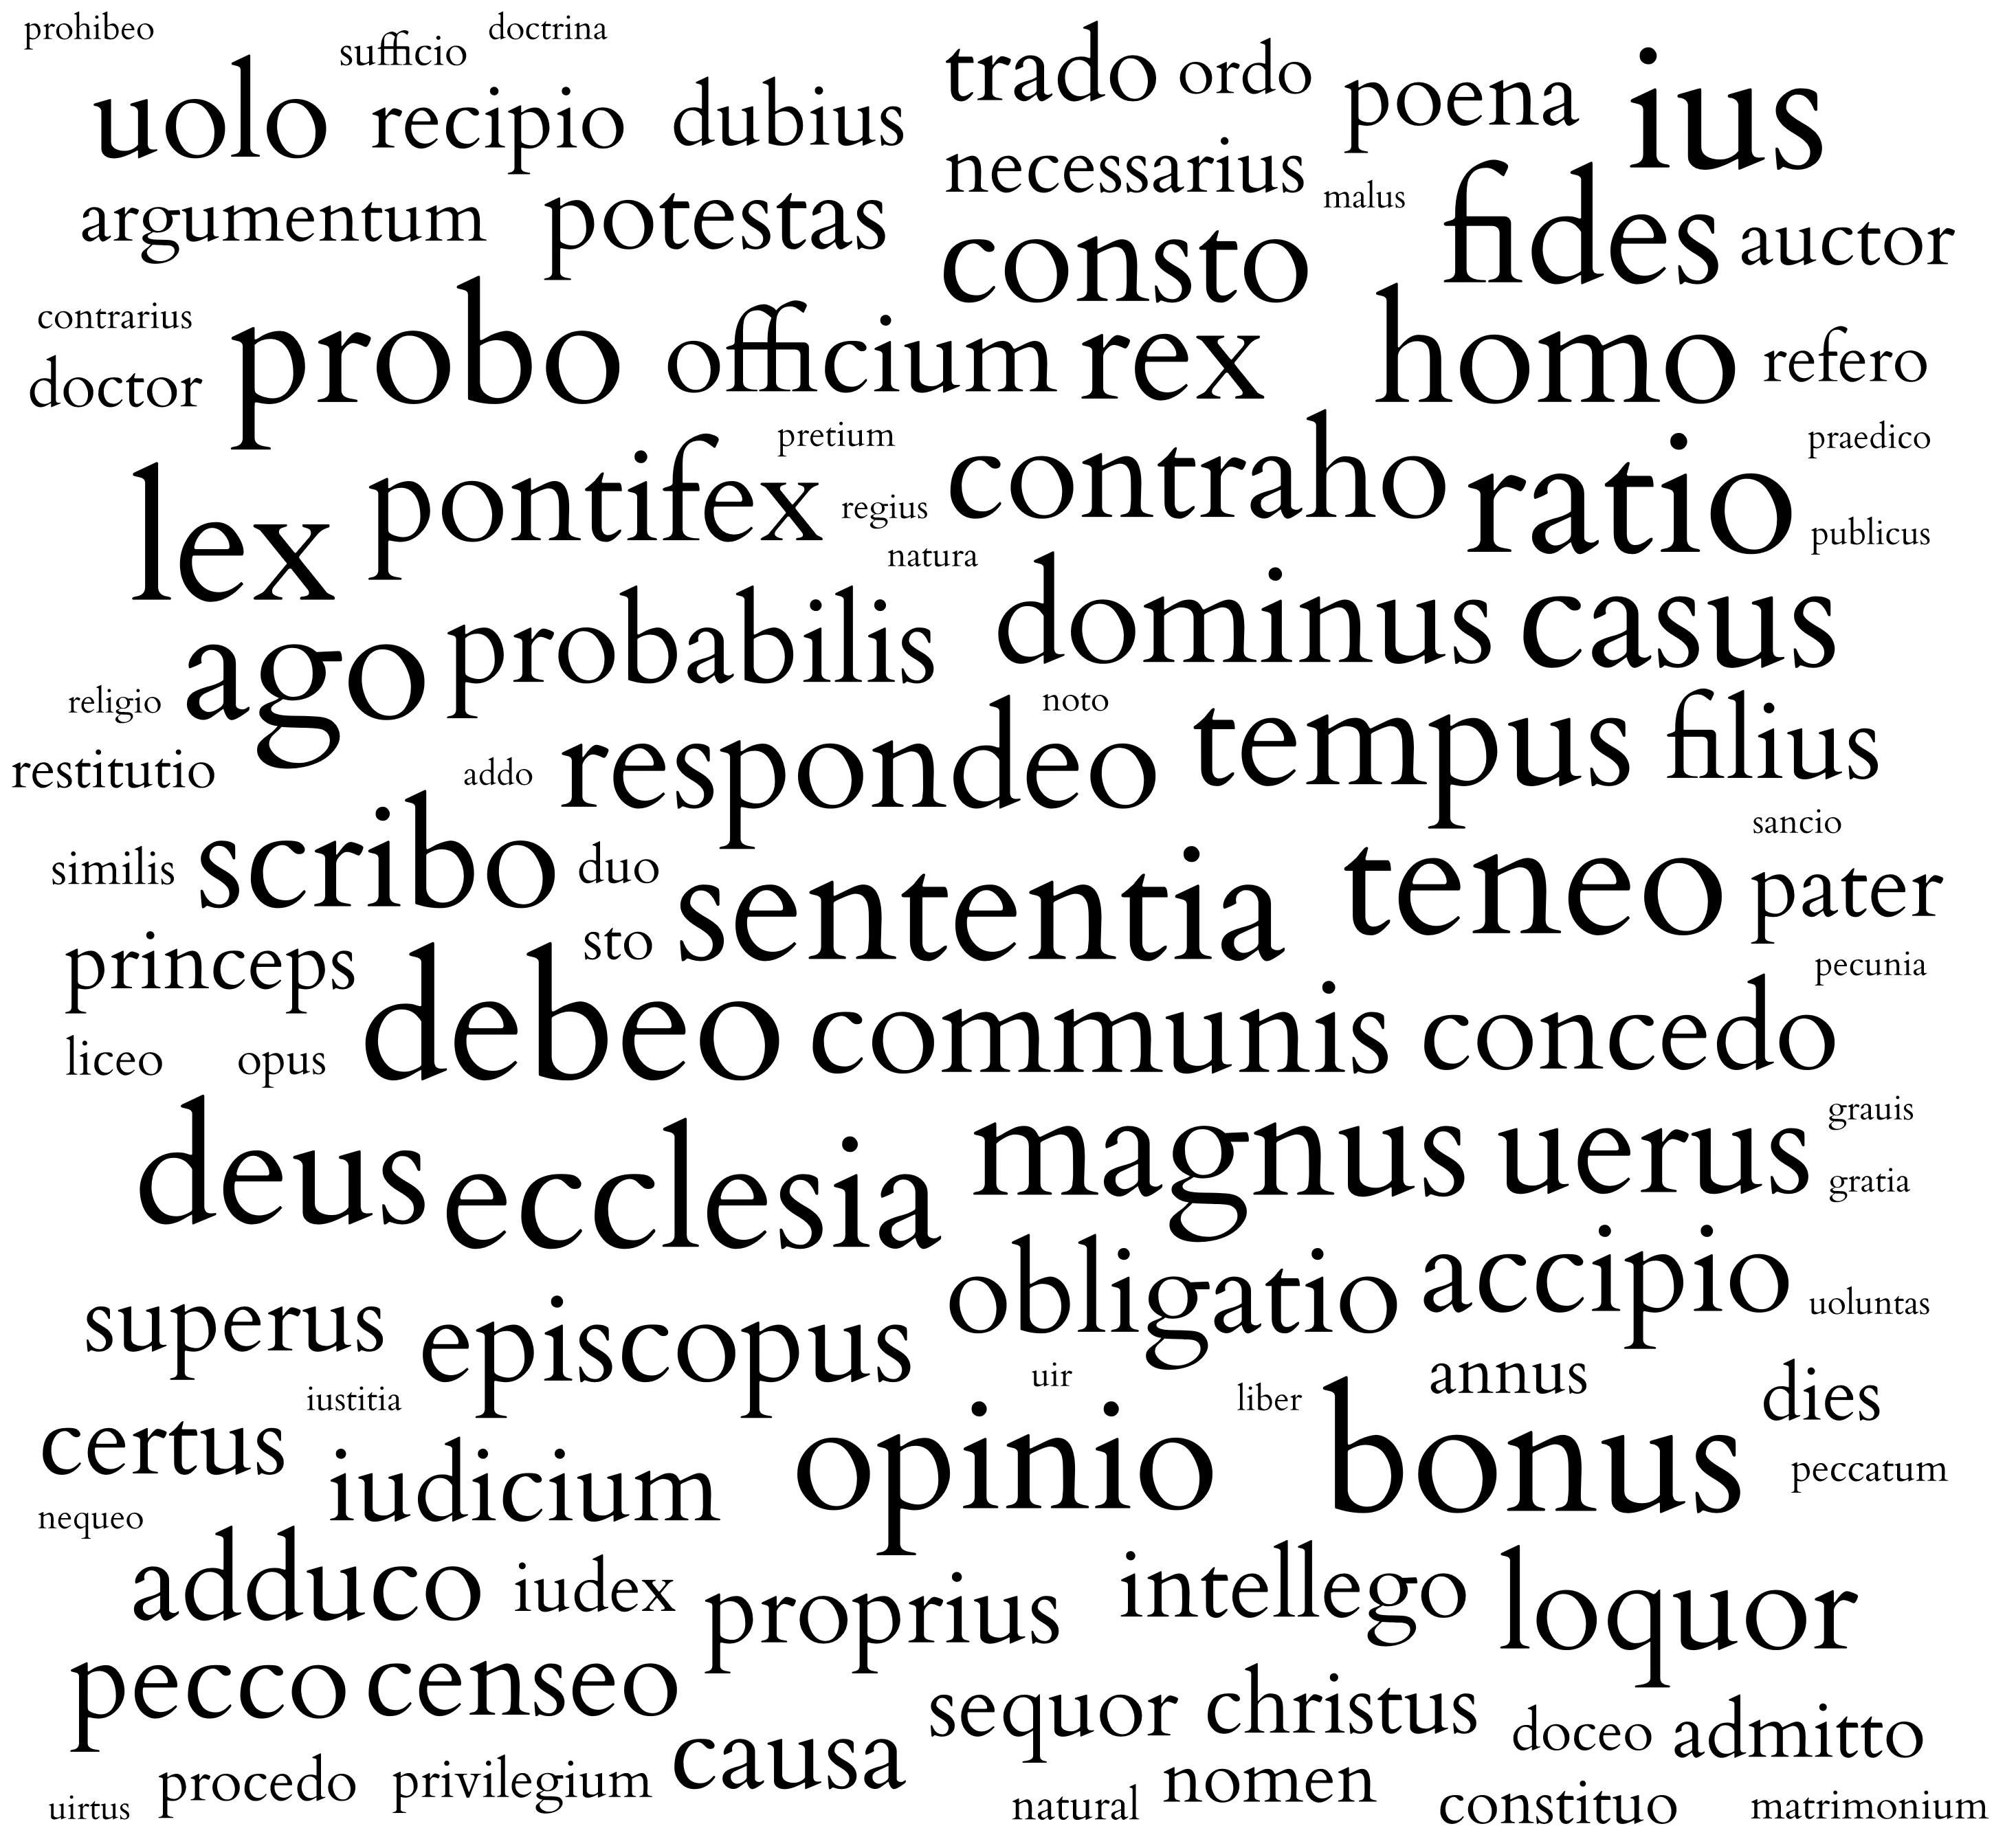 prohibeo sufficio doctrina
uolo recipio dubius trado ordo poena ius
argumentum potestas necessarius malus fides auctor
consto
contrarius
doctor probo officium rex homo refero
pretium praedico
lex pontifex regius contraho ratio publicus
natura
ago probabilis dominus casus
religio noto
restitutio addo respondeo tempus filius
sancio
similis scribo duo sententia teneo pater
princeps sto pecunia
liceo opus debeo communis concedo
grauis
deus ecclesia magnus uerus gratia
superus episcopus obligatio accipio uoluntas
iustitia uir liber annus dies
certus iudicium opinio bonus peccatum
nequeo
adduco iudex proprius intellego loquor
pecco censeo sequor christus doceo admitto
causa
uirtus procedo privilegium natural nomen constituo matrimonium